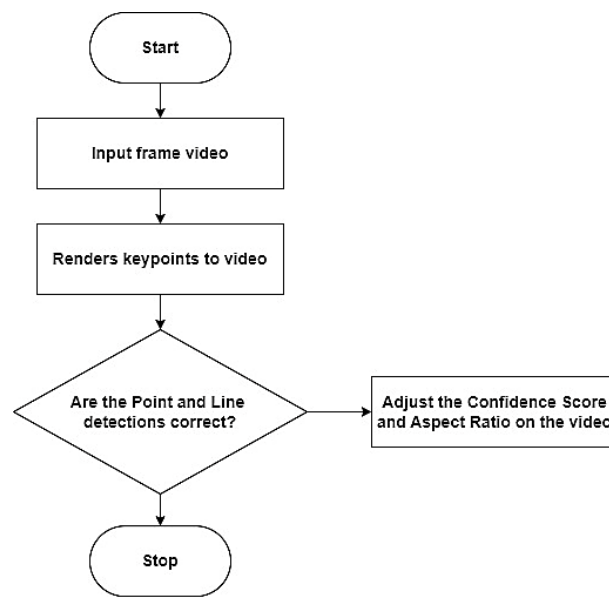 Start
Input frame video
Renders keypoints to video
Are the Point and Line
detections correct?
Adjust the Confidence Score
and Aspect Ratio on the video
Stop